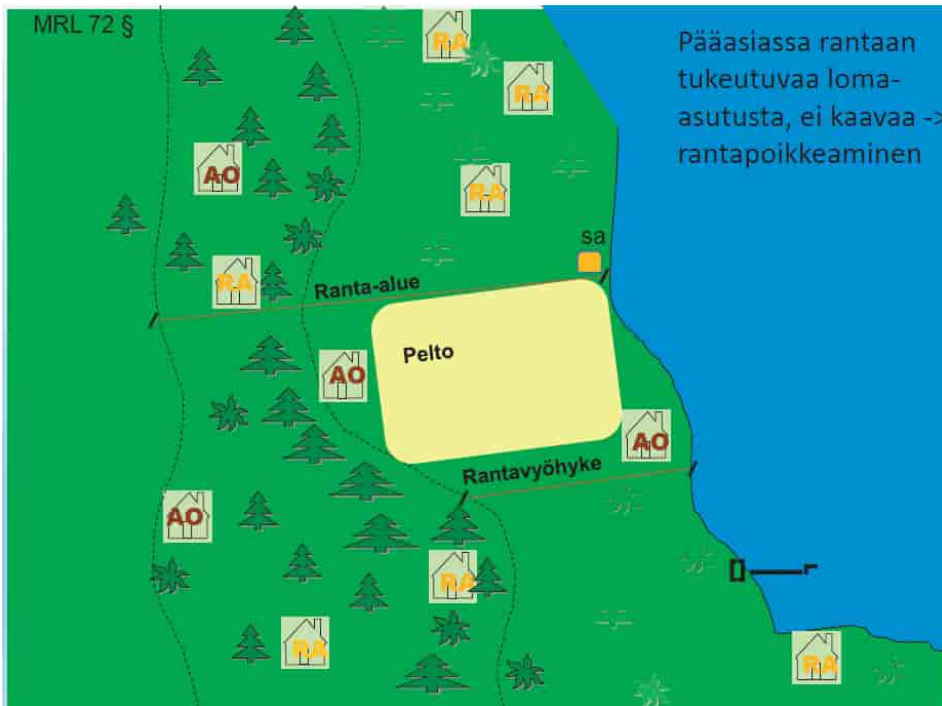 MRL 72 §
Pääasiassa rantaan
tukeutuvaa loma-
asutusta, ei kaavaa ->
rantapoikkeaminen
RA
RA
AO
RA
sa
RA
Ranta-alue
Pelto
AO
AO
Rantavyöhyke
AO
RA
RA
RA